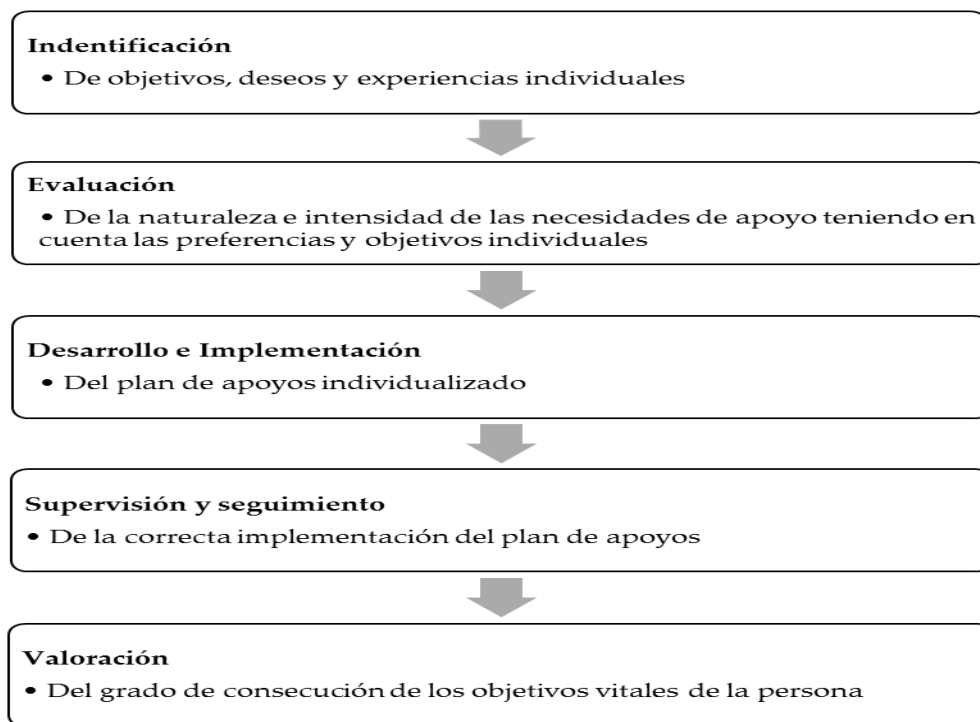 Indentificación
• De objetivos, deseos y experiencias individuales
Evaluación
• De la naturaleza e intensidad de las necesidades de apoyo teniendo en
cuenta las preferencias y objetivos individuales
Desarrollo e Implementación
• Del plan de apoyos individualizado
Supervisión y seguimiento
• De la correcta implementación del plan de apoyos
Valoración
• Del grado de consecución de los objetivos vitales de la persona